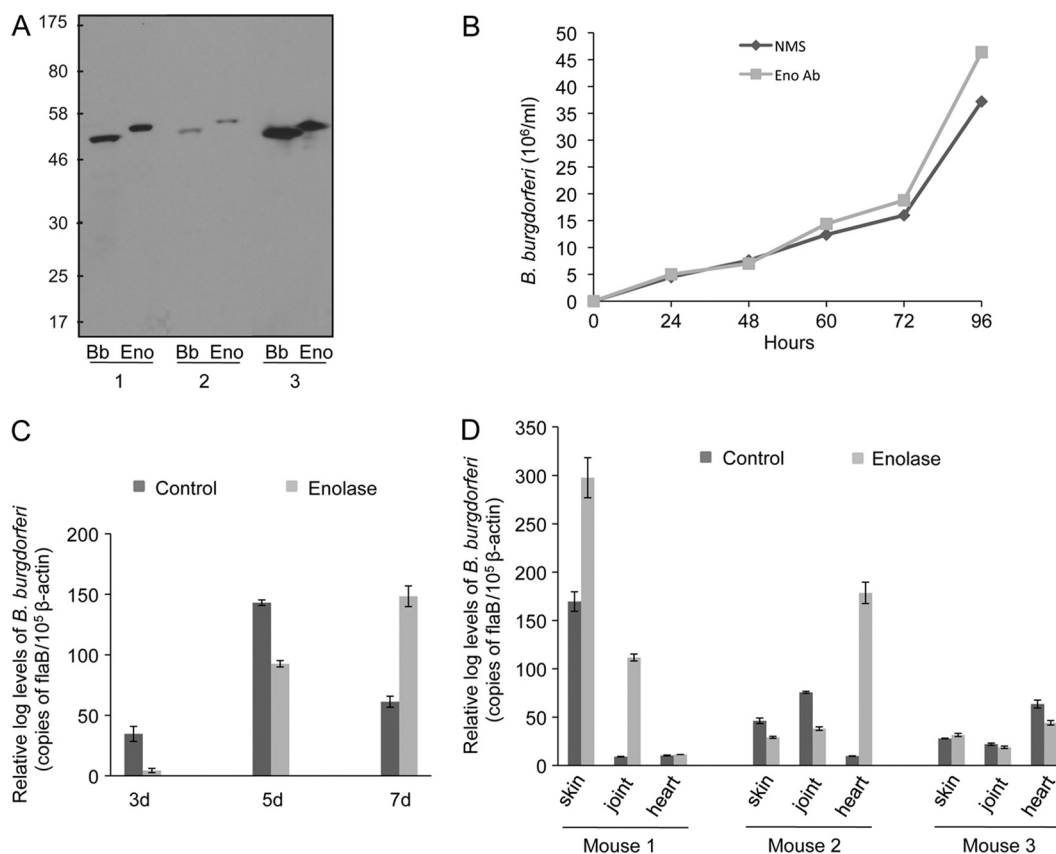 A
175
80
58
46
30
25
17
Bb Eno Bb Eno Bb Eno
1 2 3
B
NMS
Eno Ab
B. burgdorferi (10⁶/ml)
50
45
40
35
30
25
20
15
10
5
0
0 24 48 60 72 96
Hours
C
Control Enolase
Relative log levels of B. burgdorferi
(copies of flaB/10⁵ β-actin)
200
150
100
50
0
3d 5d 7d
D
Control Enolase
Relative log levels of B. burgdorferi
(copies of flaB/10⁵ β-actin)
350
300
250
200
150
100
50
0
skin joint heart skin joint heart skin joint heart
Mouse 1 Mouse 2 Mouse 3